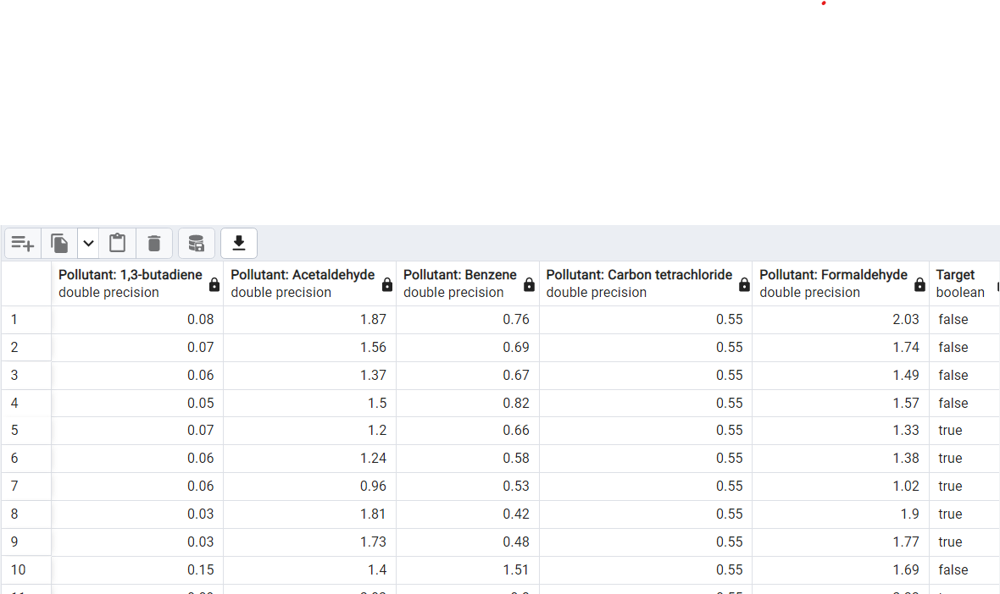 Pollutant: 1,3-butadiene Pollutant: Acetaldehyde Pollutant: Benzene Pollutant: Carbon tetrachloride Pollutant: Formaldehyde Target
double precision double precision double precision double precision double precision boolean
1 0.08 1.87 0.76 0.55 2.03 false
2 0.07 1.56 0.69 0.55 1.74 false
3 0.06 1.37 0.67 0.55 1.49 false
4 0.05 1.5 0.82 0.55 1.57 false
5 0.07 1.2 0.66 0.55 1.33 true
6 0.06 1.24 0.58 0.55 1.38 true
7 0.06 0.96 0.53 0.55 1.02 true
8 0.03 1.81 0.42 0.55 1.9 true
9 0.03 1.73 0.48 0.55 1.77 true
10 0.15 1.4 1.51 0.55 1.69 false